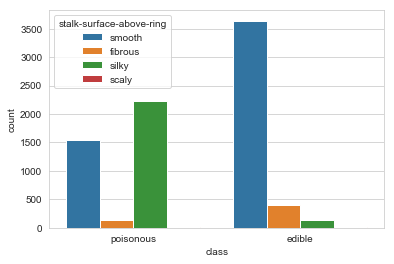 stalk-surface-above-ring
smooth
fibrous
silky
scaly
3500
3000
2500
2000
1500
1000
500
0
count
poisonous
edible
class